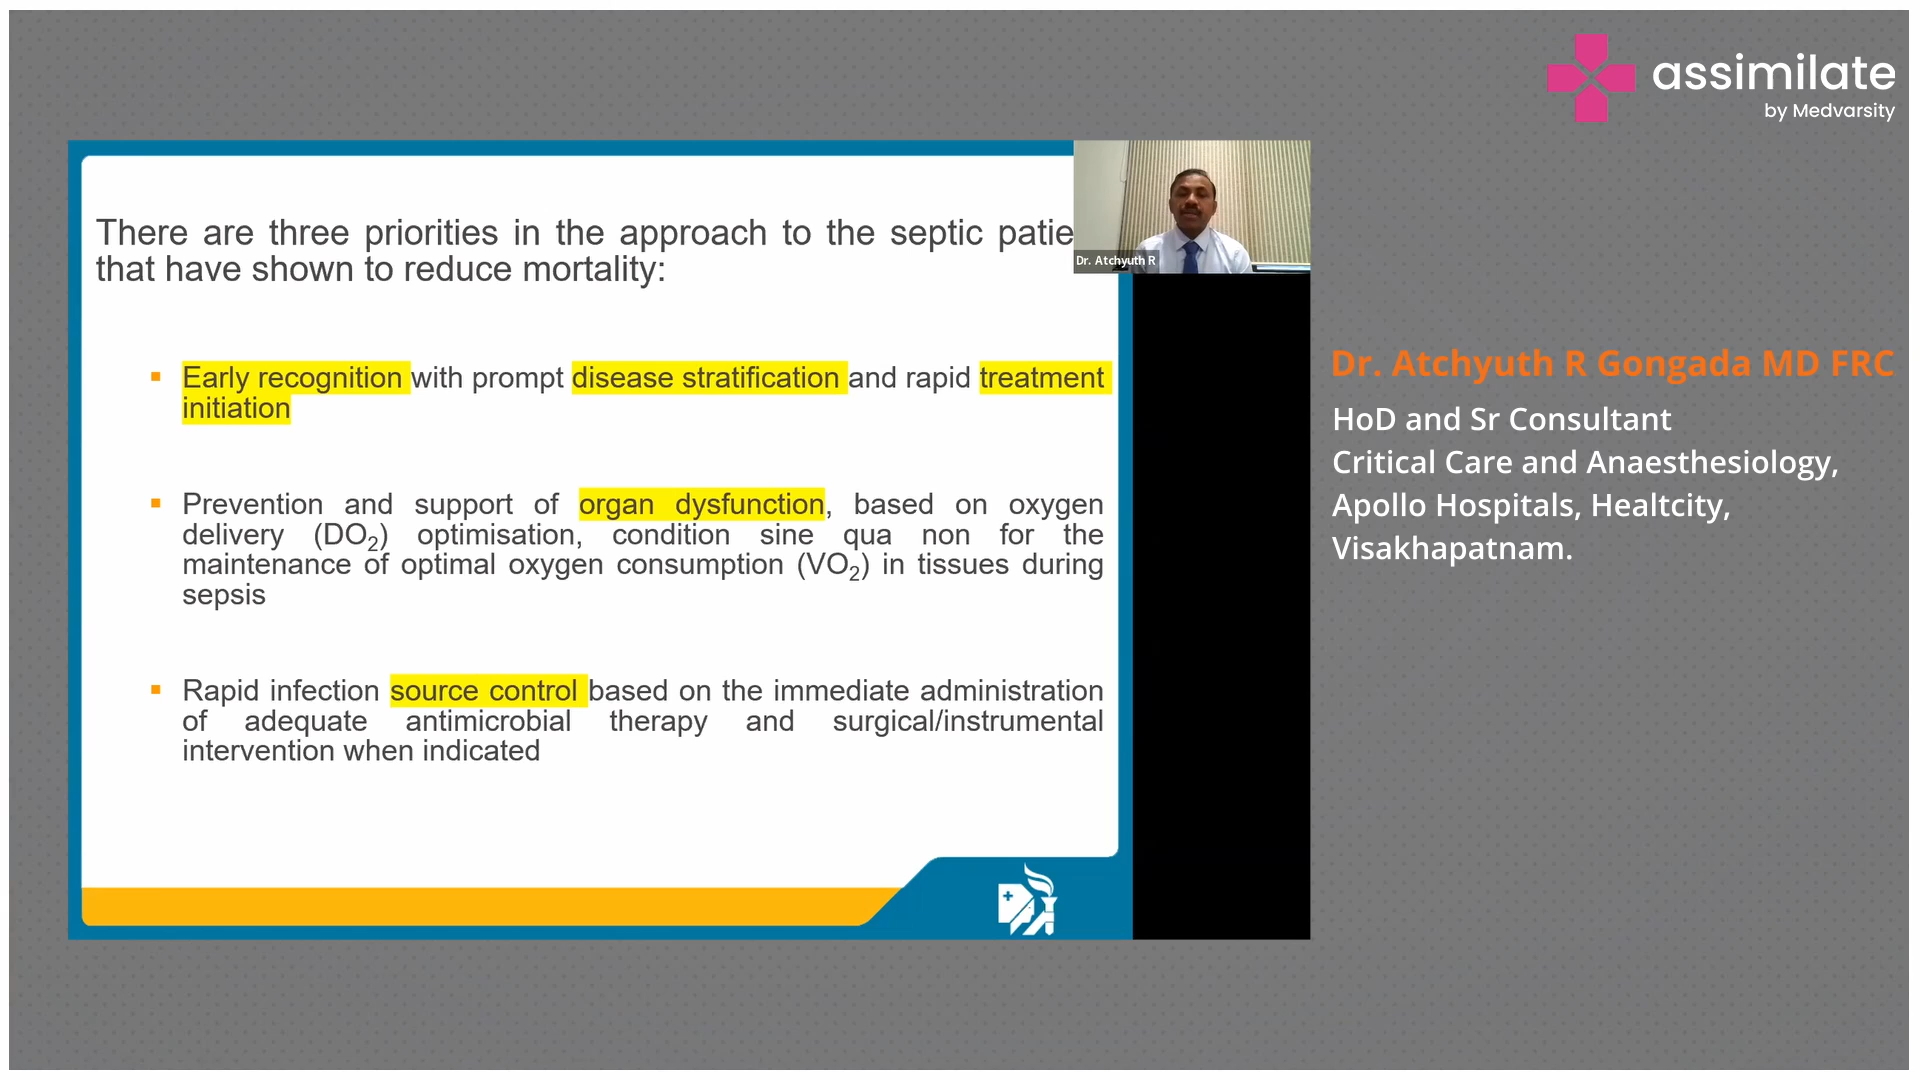 assimilate
by Medvarsity
There are three priorities in the approach to the septic patie
that have shown to reduce mortality:
Dr. Atchyuth R
▪ Early recognition with prompt disease stratification and rapid treatment
initiation
▪ Prevention and support of organ dysfunction, based on oxygen
delivery (DO₂) optimisation, condition sine qua non for the
maintenance of optimal oxygen consumption (VO₂) in tissues during
sepsis
▪ Rapid infection source control based on the immediate administration
of adequate antimicrobial therapy and surgical/instrumental
intervention when indicated
Dr. Atchyuth R Gongada MD FRC
HoD and Sr Consultant
Critical Care and Anaesthesiology,
Apollo Hospitals, Healtcity,
Visakhapatnam.